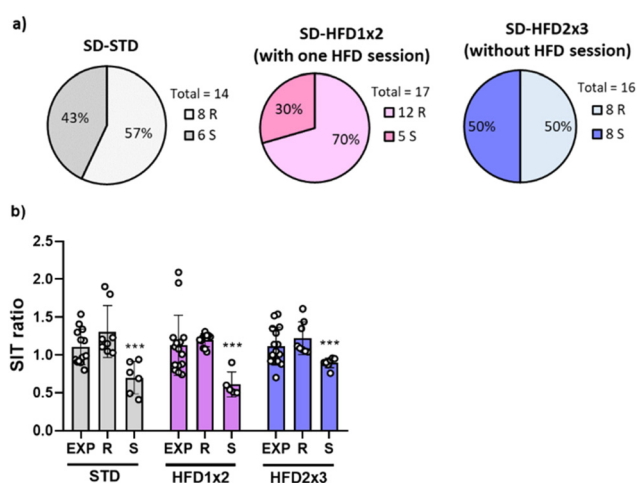 a)
SD-STD
Total = 14
8 R
6 S
43%
57%
SD-HFD1x2
(with one HFD session)
Total = 17
12 R
5 S
30%
70%
SD-HFD2x3
(without HFD session)
Total = 16
8 R
8 S
50%
50%
b)
SIT ratio
2.5
2.0
1.5
1.0
0.5
0.0
***
***
***
EXP R S
STD
EXP R S
HFD1x2
EXP R S
HFD2x3